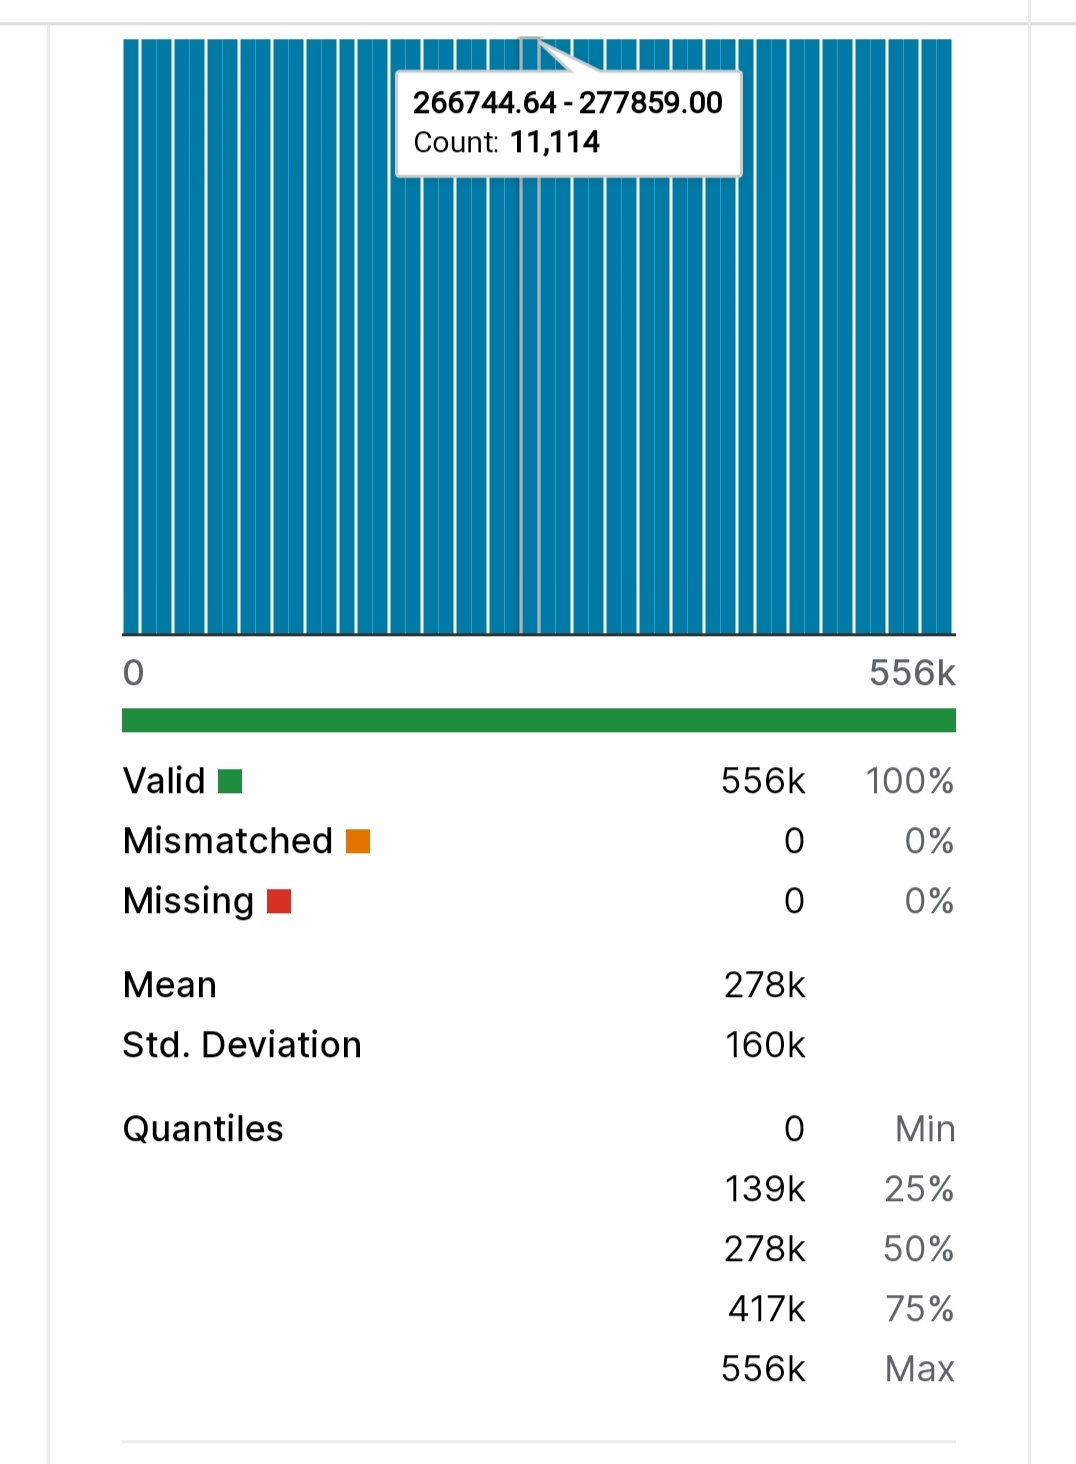 266744.64 - 277859.00
Count: 11,114
0 556k
Valid 556k 100%
Mismatched 0 0%
Missing 0 0%
Mean 278k
Std. Deviation 160k
Quantiles 0 Min
139k 25%
278k 50%
417k 75%
556k Max